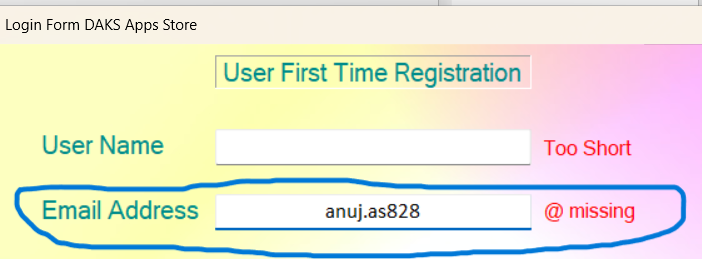 Login Form DAKS Apps Store
User First Time Registration
User Name Too Short
Email Address anuj.as828 @ missing